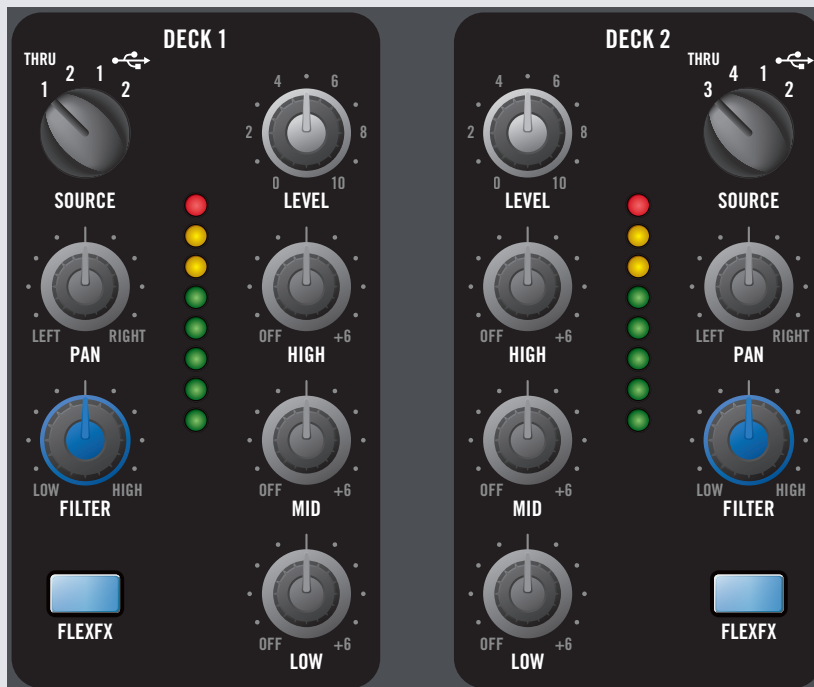 DECK 1
THRU
1 2 1 2
SOURCE
0 2 4 6 8 10
LEVEL
LEFT RIGHT
PAN
OFF +6
HIGH
LOW HIGH
FILTER
OFF +6
MID
FLEXFX
OFF +6
LOW
DECK 2
0 2 4 6 8 10
LEVEL
THRU
3 4 1 2
SOURCE
OFF +6
HIGH
LEFT RIGHT
PAN
OFF +6
MID
LOW HIGH
FILTER
OFF +6
LOW
FLEXFX